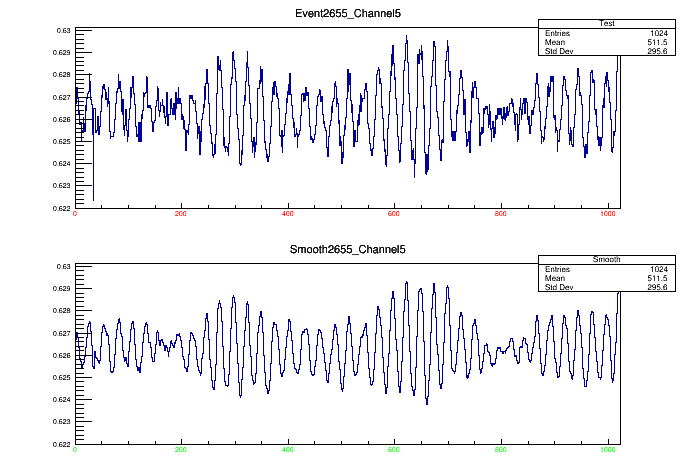 Event2655_Channel5
Test
Entries 1024
Mean 511.5
Std Dev 295.6
0.63
0.629
0.628
0.627
0.626
0.625
0.624
0.623
0.622
0 200 400 600 800 1000
Smooth2655_Channel5
Smooth
Entries 1024
Mean 511.5
Std Dev 295.6
0.63
0.629
0.628
0.627
0.626
0.625
0.624
0.623
0.622
0 200 400 600 800 1000